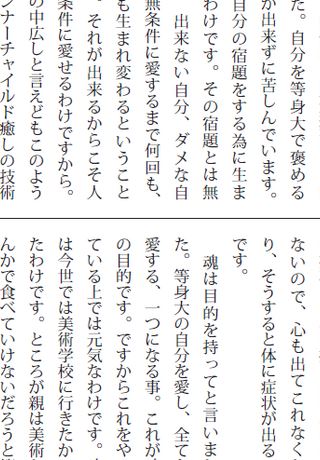 た。自分を等身大で褒める
が出来ずに苦しんでいます。
自分の宿題をする為に生ま
わけです。その宿題とは無
出来ない自分、ダメな自
無条件に愛するまで何回も、
も生まれ変わるということ
。それが出来るからこそ人
条件に愛せるわけですから。
の中広しと言えどもこのよう
ンナーチャイルド癒しの技術
ないので、心も出てこれなく
り、そうすると体に症状が出る
です。
魂は目的を持ってと言いま
た。等身大の自分を愛し、全て
愛する、一つになる事。これが
の目的です。ですからこれをや
ている上では元気なわけです。
は今世では美術学校に行きたか
たわけです。ところが親は美術
んかで食べていけないだろうと